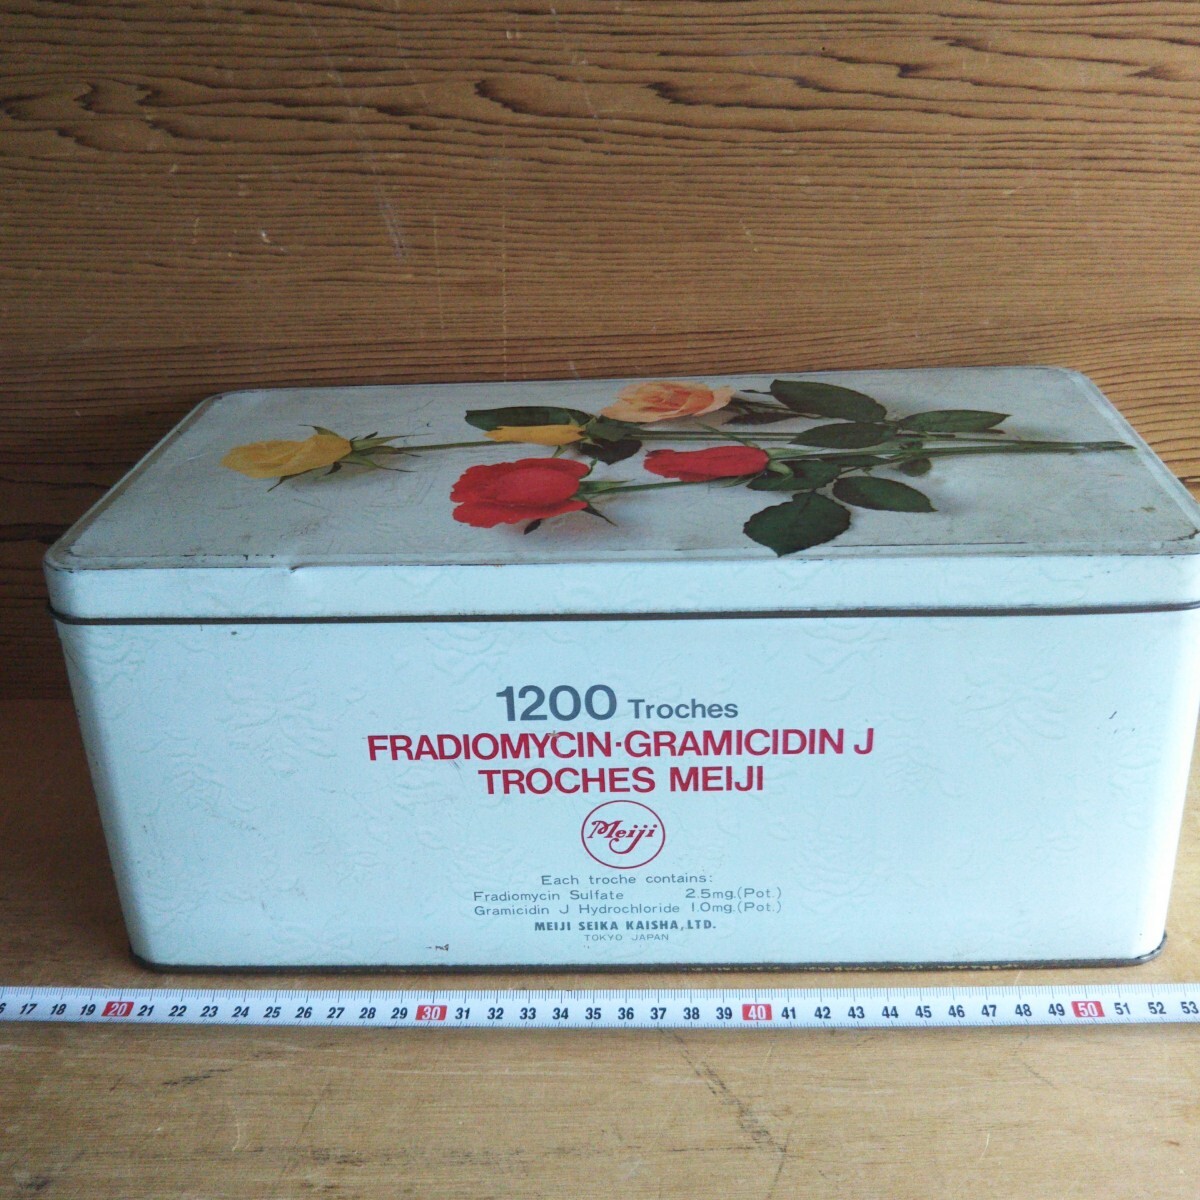 1200 Troches
FRADIOMYCIN·GRAMICIDIN J
TROCHES MEIJI
Meiji
Each troche contains:
Fradiomycin Sulfate 2.5mg.(Pot.)
Gramicidin J Hydrochloride 1.0mg.(Pot.)
MEIJI SEIKA KAISHA, LTD.
TOKYO JAPAN
6 17 18 19 20 21 22 23 24 25 26 27 28 29 30 31 32 33 34 35 36 37 38 39 40 41 42 43 44 45 46 47 48 49 50 51 52 53